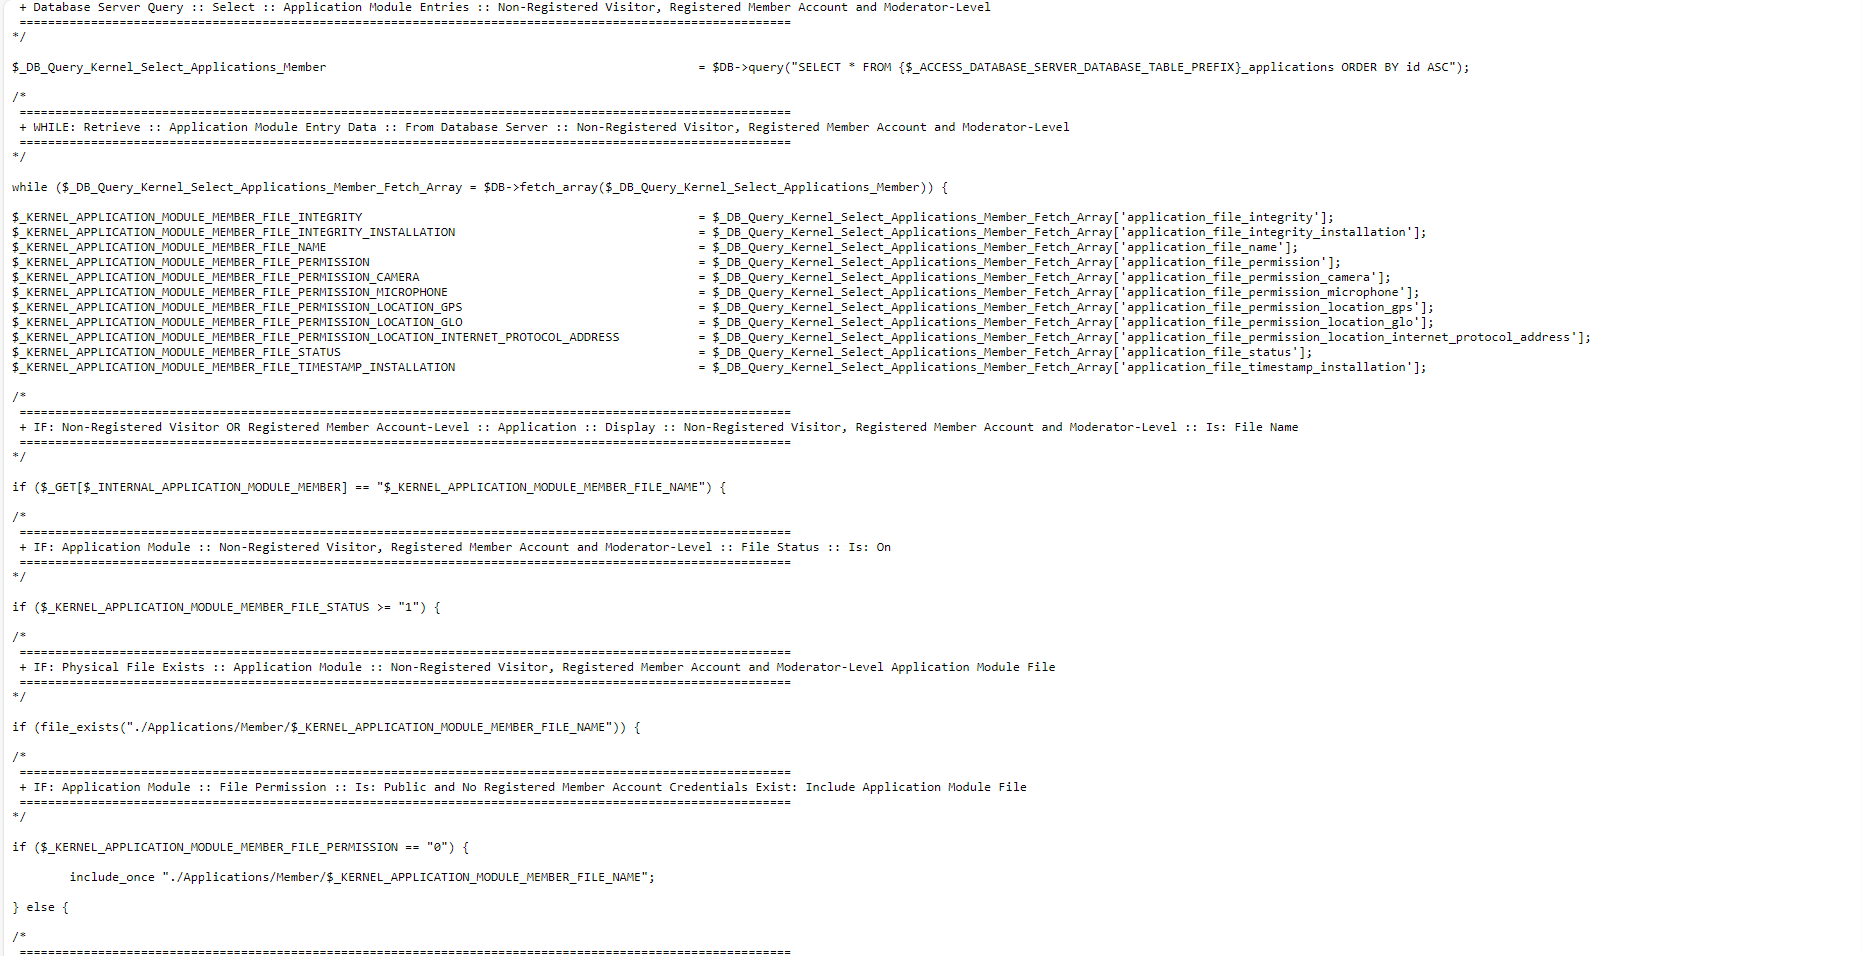 + Database Server Query :: Select :: Application Module Entries :: Non-Registered Visitor, Registered Member Account and Moderator-Level
============================================================================================================
*/
$_DB_Query_Kernel_Select_Applications_Member = $DB->query("SELECT * FROM {$_ACCESS_DATABASE_SERVER_DATABASE_TABLE_PREFIX}_applications ORDER BY id ASC");
/*
============================================================================================================
+ WHILE: Retrieve :: Application Module Entry Data :: From Database Server :: Non-Registered Visitor, Registered Member Account and Moderator-Level
============================================================================================================
*/
while ($_DB_Query_Kernel_Select_Applications_Member_Fetch_Array = $DB->fetch_array($_DB_Query_Kernel_Select_Applications_Member)) {
$_KERNEL_APPLICATION_MODULE_MEMBER_FILE_INTEGRITY = $_DB_Query_Kernel_Select_Applications_Member_Fetch_Array['application_file_integrity'];
$_KERNEL_APPLICATION_MODULE_MEMBER_FILE_INTEGRITY_INSTALLATION = $_DB_Query_Kernel_Select_Applications_Member_Fetch_Array['application_file_integrity_installation'];
$_KERNEL_APPLICATION_MODULE_MEMBER_FILE_NAME = $_DB_Query_Kernel_Select_Applications_Member_Fetch_Array['application_file_name'];
$_KERNEL_APPLICATION_MODULE_MEMBER_FILE_PERMISSION = $_DB_Query_Kernel_Select_Applications_Member_Fetch_Array['application_file_permission'];
$_KERNEL_APPLICATION_MODULE_MEMBER_FILE_PERMISSION_CAMERA = $_DB_Query_Kernel_Select_Applications_Member_Fetch_Array['application_file_permission_camera'];
$_KERNEL_APPLICATION_MODULE_MEMBER_FILE_PERMISSION_MICROPHONE = $_DB_Query_Kernel_Select_Applications_Member_Fetch_Array['application_file_permission_microphone'];
$_KERNEL_APPLICATION_MODULE_MEMBER_FILE_PERMISSION_LOCATION_GPS = $_DB_Query_Kernel_Select_Applications_Member_Fetch_Array['application_file_permission_location_gps'];
$_KERNEL_APPLICATION_MODULE_MEMBER_FILE_PERMISSION_LOCATION_GLO = $_DB_Query_Kernel_Select_Applications_Member_Fetch_Array['application_file_permission_location_glo'];
$_KERNEL_APPLICATION_MODULE_MEMBER_FILE_PERMISSION_LOCATION_INTERNET_PROTOCOL_ADDRESS = $_DB_Query_Kernel_Select_Applications_Member_Fetch_Array['application_file_permission_location_internet_protocol_address'];
$_KERNEL_APPLICATION_MODULE_MEMBER_FILE_STATUS = $_DB_Query_Kernel_Select_Applications_Member_Fetch_Array['application_file_status'];
$_KERNEL_APPLICATION_MODULE_MEMBER_FILE_TIMESTAMP_INSTALLATION = $_DB_Query_Kernel_Select_Applications_Member_Fetch_Array['application_file_timestamp_installation'];
/*
============================================================================================================
+ IF: Non-Registered Visitor OR Registered Member Account-Level :: Application :: Display :: Non-Registered Visitor, Registered Member Account and Moderator-Level :: Is: File Name
============================================================================================================
*/
if ($_GET[$_INTERNAL_APPLICATION_MODULE_MEMBER] == "$_KERNEL_APPLICATION_MODULE_MEMBER_FILE_NAME") {
/*
============================================================================================================
+ IF: Application Module :: Non-Registered Visitor, Registered Member Account and Moderator-Level :: File Status :: Is: On
============================================================================================================
*/
if ($_KERNEL_APPLICATION_MODULE_MEMBER_FILE_STATUS >= "1") {
/*
============================================================================================================
+ IF: Physical File Exists :: Application Module :: Non-Registered Visitor, Registered Member Account and Moderator-Level Application Module File
============================================================================================================
*/
if (file_exists("./Applications/Member/$_KERNEL_APPLICATION_MODULE_MEMBER_FILE_NAME")) {
/*
============================================================================================================
+ IF: Application Module :: File Permission :: Is: Public and No Registered Member Account Credentials Exist: Include Application Module File
============================================================================================================
*/
if ($_KERNEL_APPLICATION_MODULE_MEMBER_FILE_PERMISSION == "0") {
include_once "./Applications/Member/$_KERNEL_APPLICATION_MODULE_MEMBER_FILE_NAME";
} else {
/*
============================================================================================================